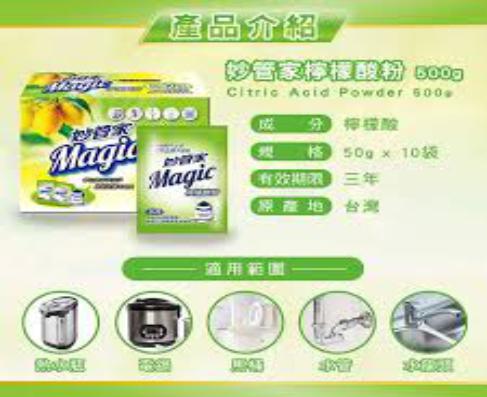 產品介紹
妙管家檸檬酸粉 500g
Citric Acid Powder 500g
成分 檸檬酸
規格 50g x 10袋
有效期限 三年
原產地 台灣
妙管家
Magic
妙管家
Magic
適用範圍
熱水瓶 電鍋 馬桶 水管 水龍頭